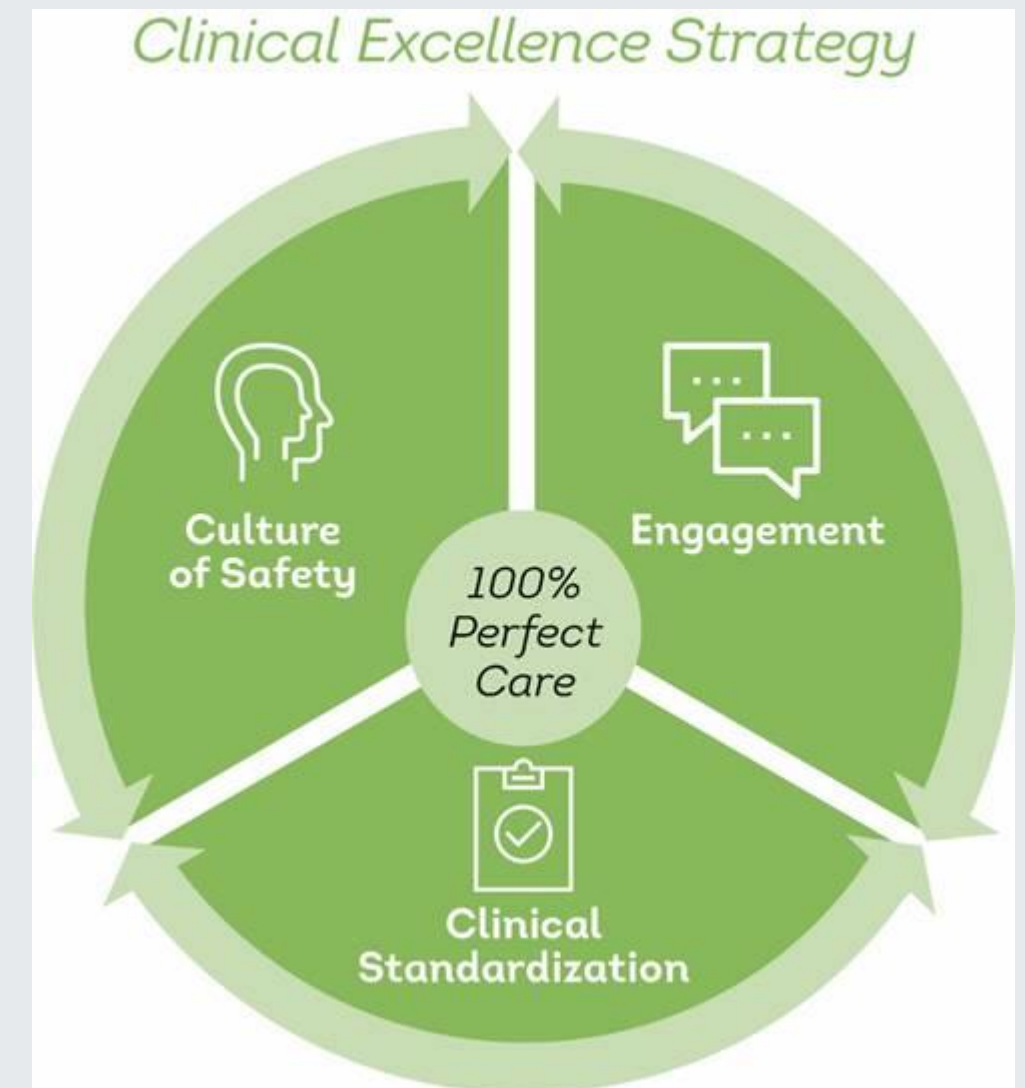 Clinical Excellence Strategy
Culture
of Safety
Engagement
100%
Perfect
Care
Clinical
Standardization